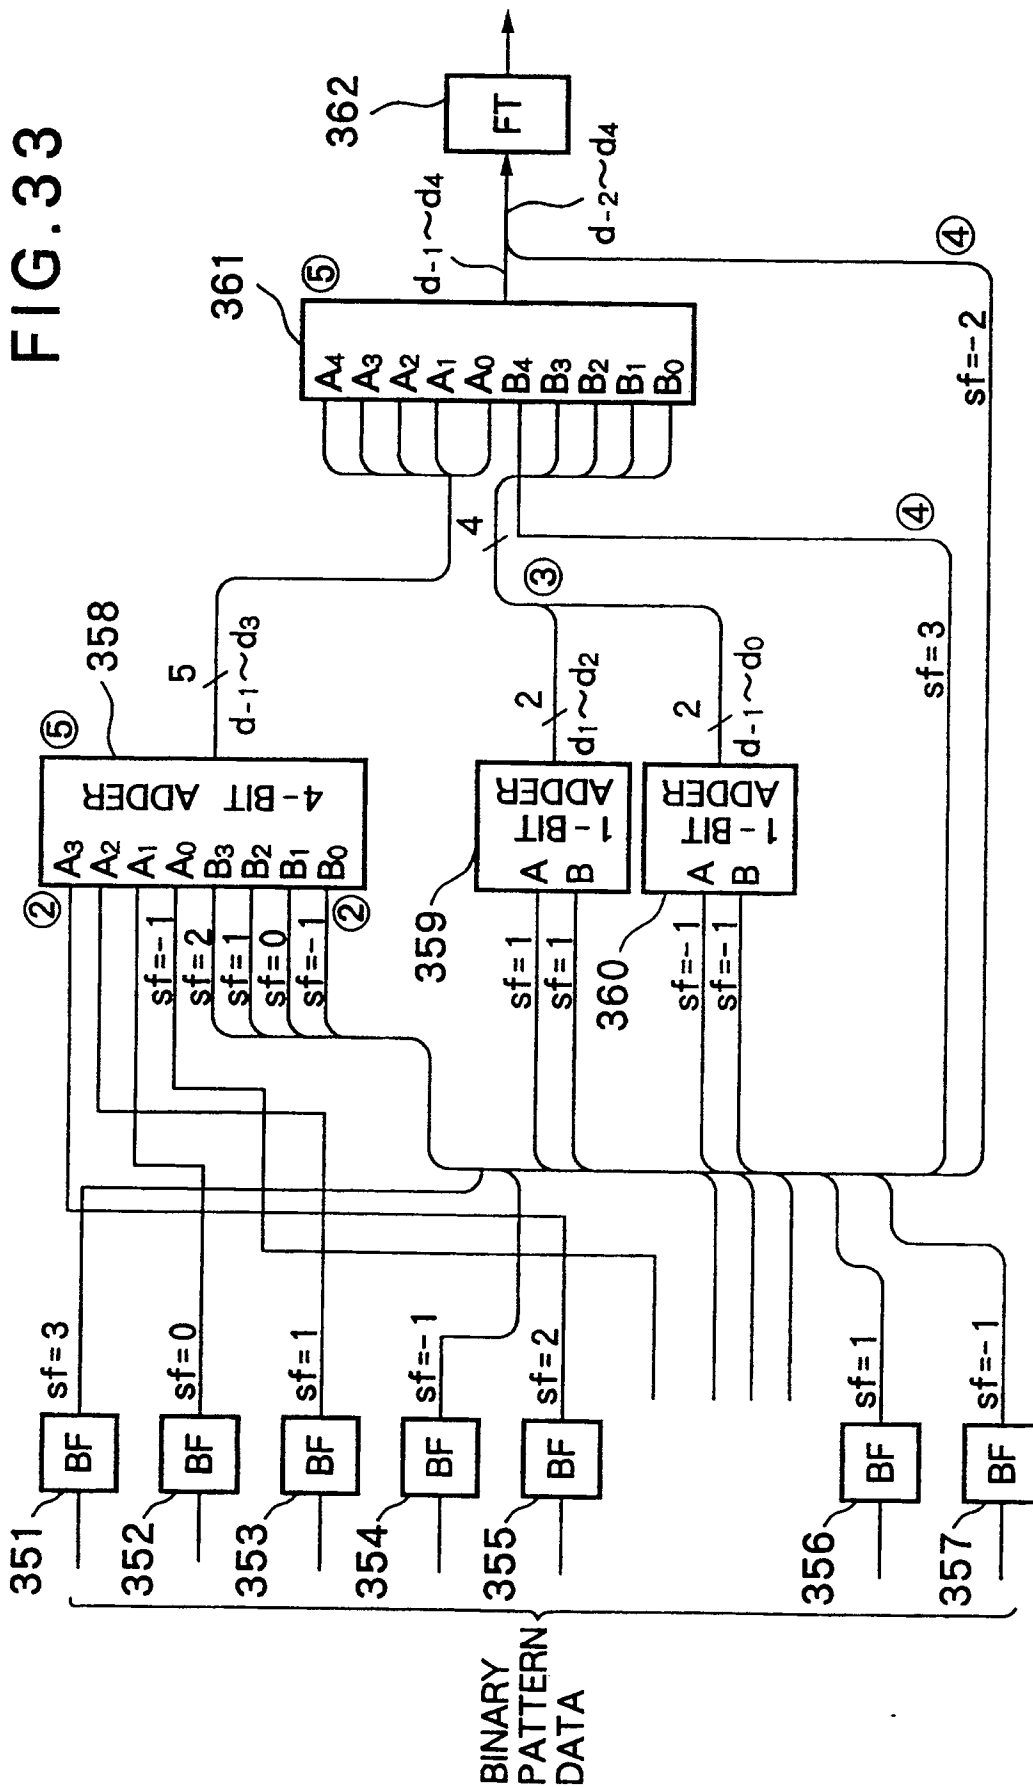 FIG.33
BINARY
PATTERN
DATA
351
BF
sf=3
352
BF
sf=0
353
BF
sf=1
354
BF
sf=-1
355
BF
sf=2
356
BF
sf=1
357
BF
sf=-1
358
4-BIT ADDER
②
A3
A2
A1
A0
B3
B2
B1
B0
②
⑤
sf=-1
sf=2
sf=1
sf=0
sf=-1
5
d-1~d3
359
1-BIT
ADDER
A
B
sf=1
sf=1
2
d1~d2
360
1-BIT
ADDER
A
B
sf=-1
sf=-1
2
d-1~d0
③
4
④
sf=3
④
sf=-2
361
⑤
A4
A3
A2
A1
A0
B4
B3
B2
B1
B0
d-1~d4
d-2~d4
362
FT